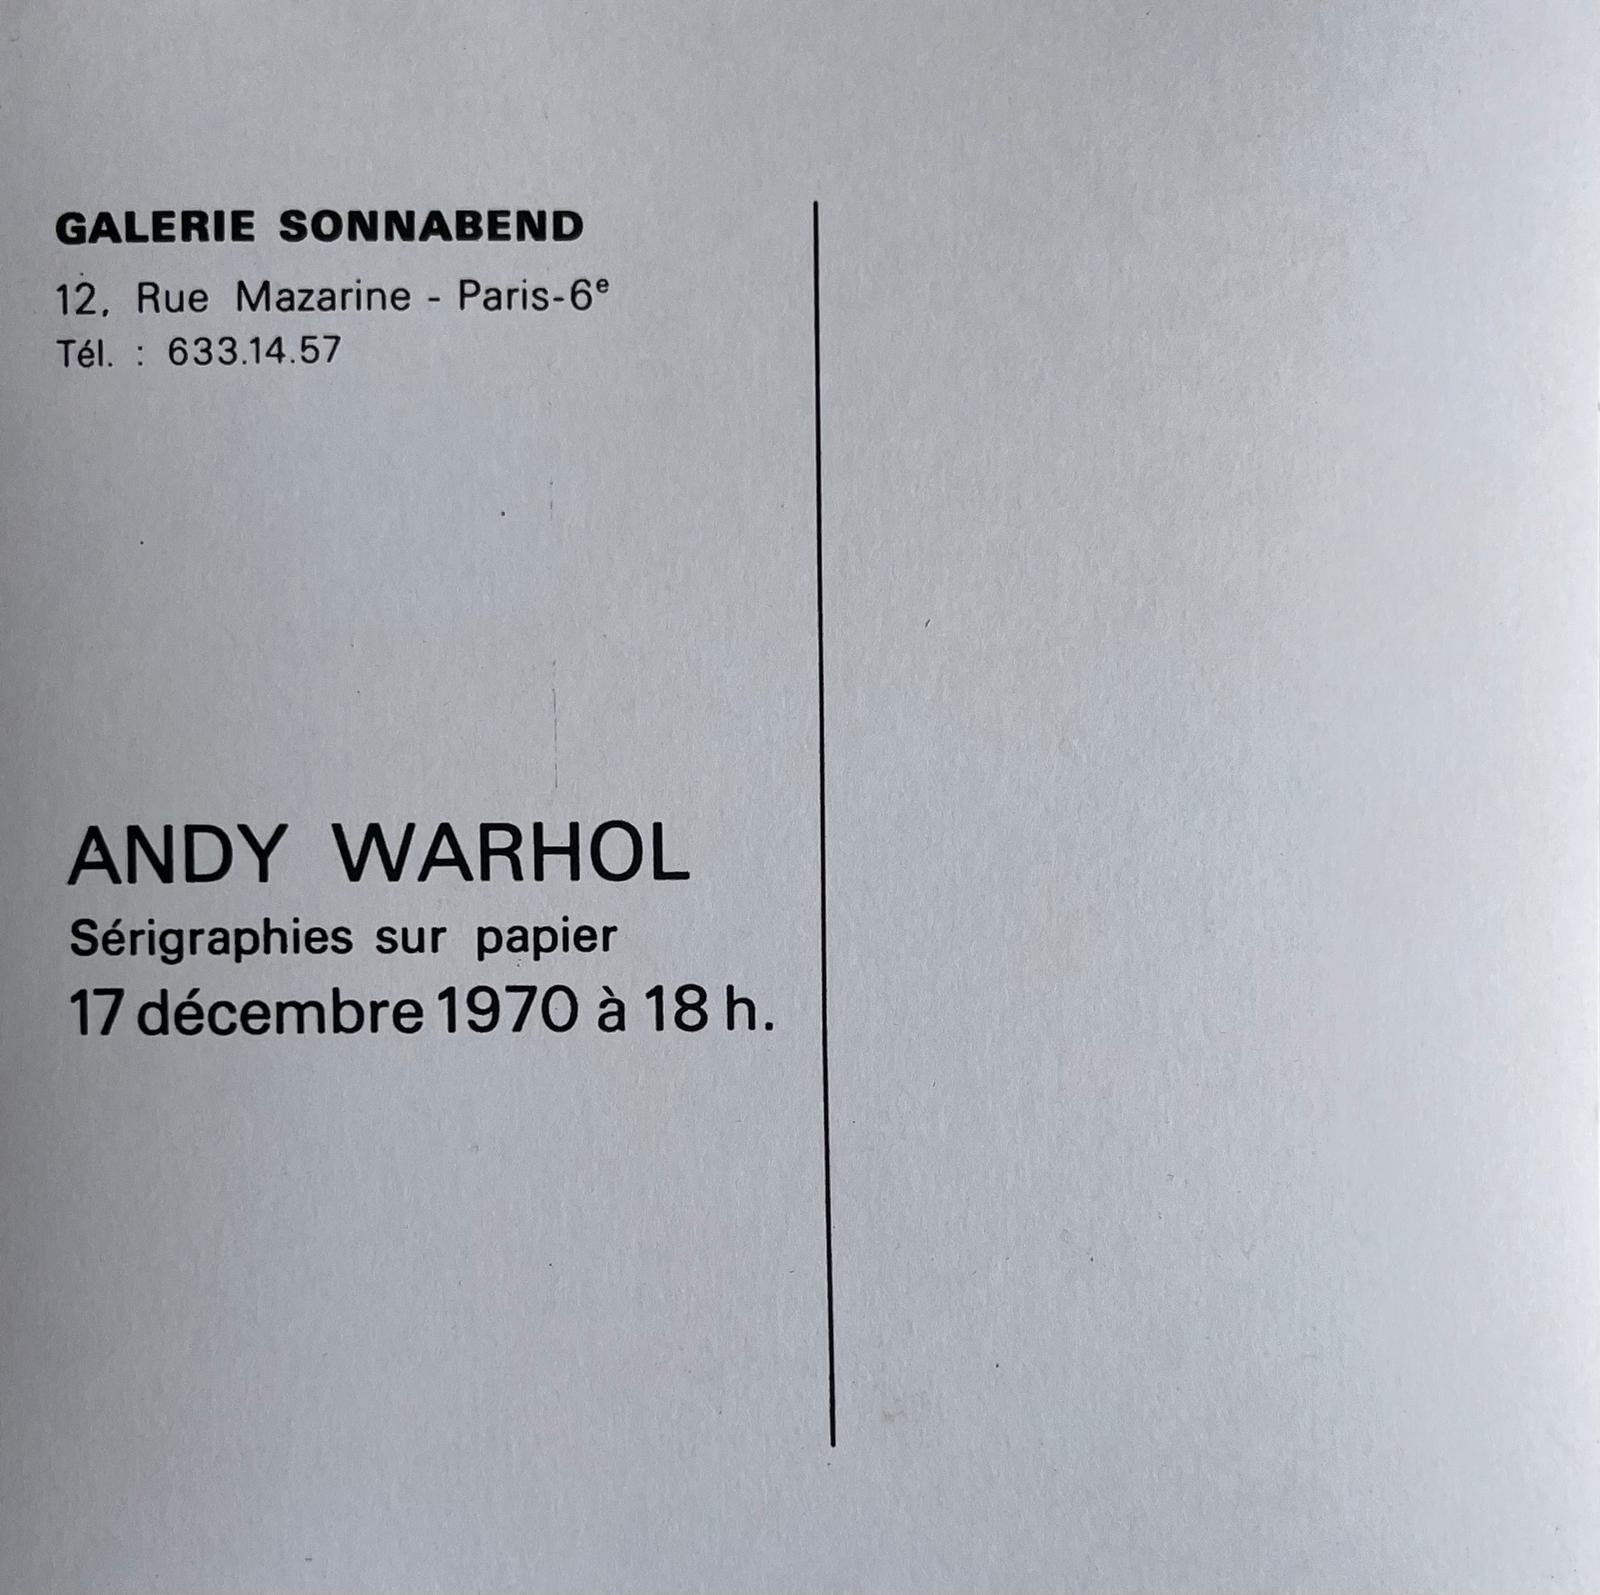 GALERIE SONNABEND
12, Rue Mazarine - Paris-6ᵉ
Tél. : 633.14.57
ANDY WARHOL
Sérigraphies sur papier
17 décembre 1970 à 18 h.